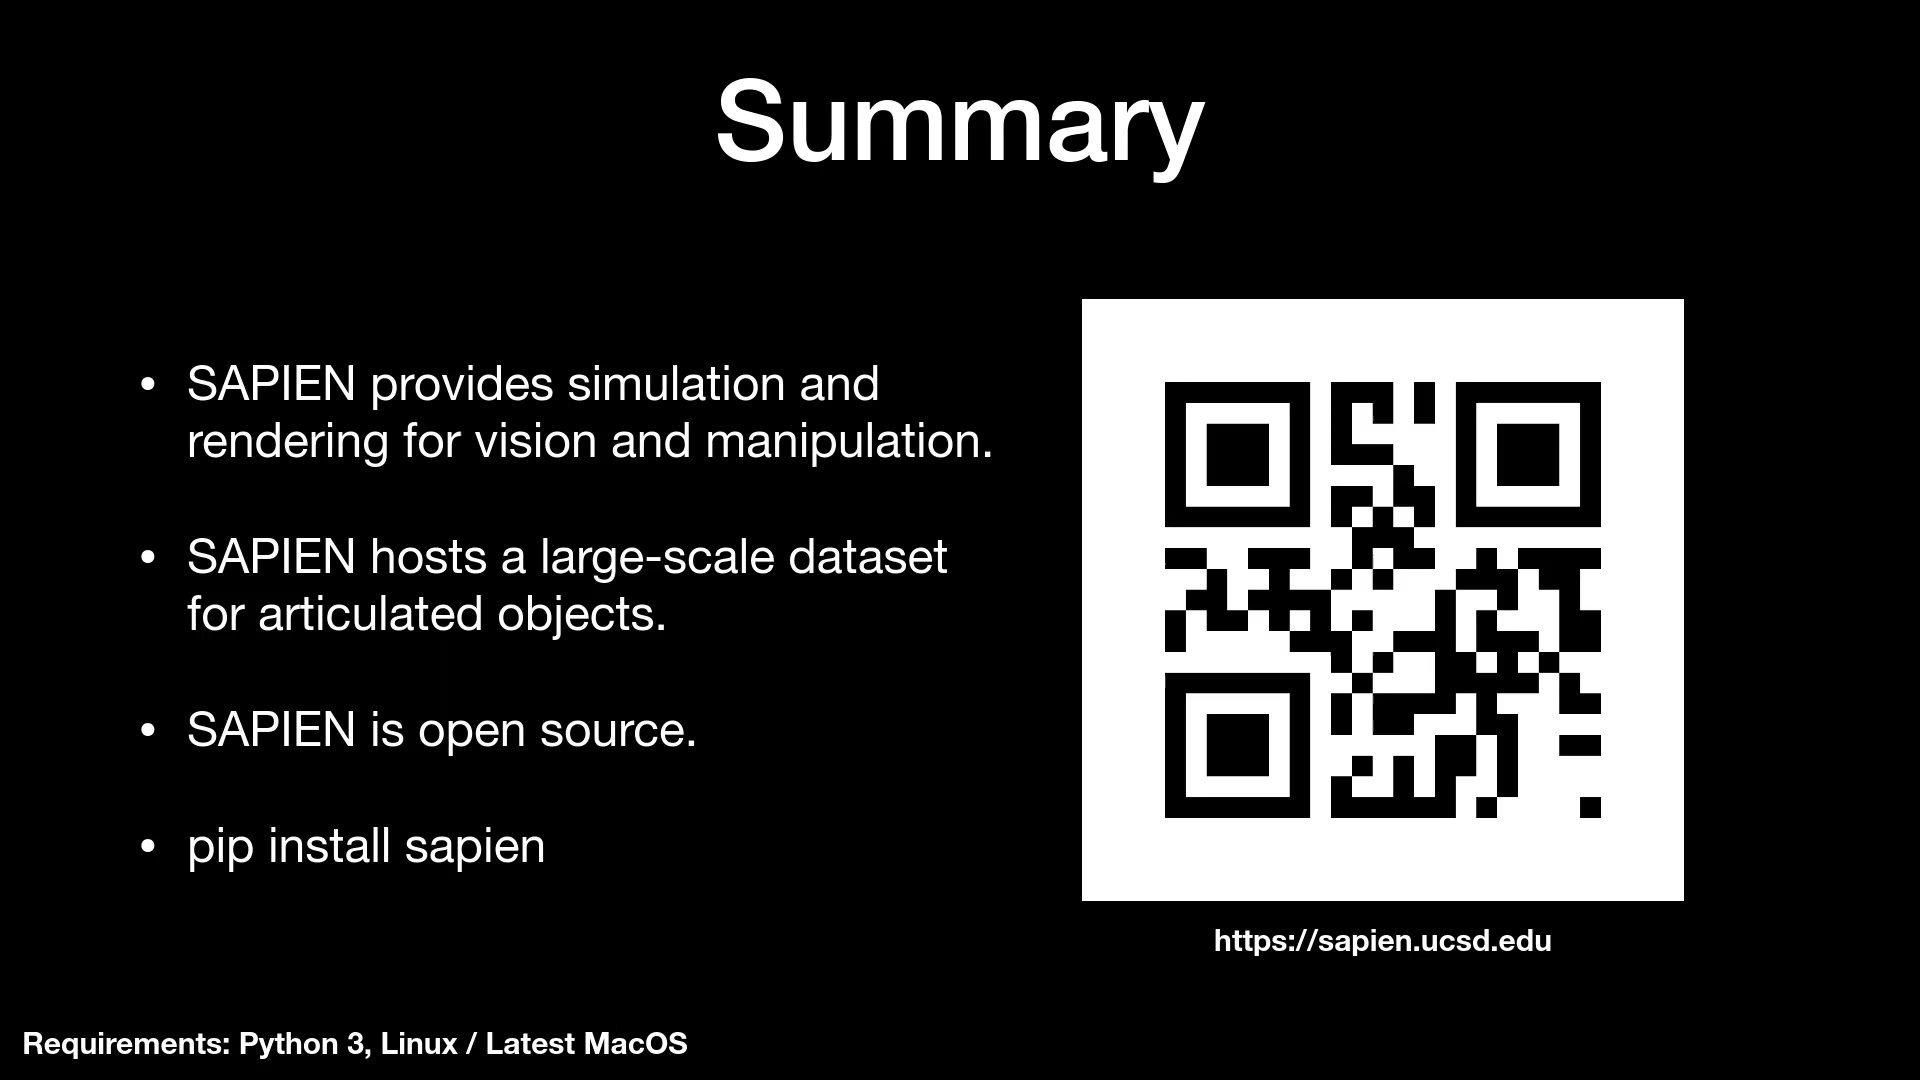 Summary
• SAPIEN provides simulation and
rendering for vision and manipulation.
• SAPIEN hosts a large-scale dataset
for articulated objects.
• SAPIEN is open source.
• pip install sapien
https://sapien.ucsd.edu
Requirements: Python 3, Linux / Latest MacOS